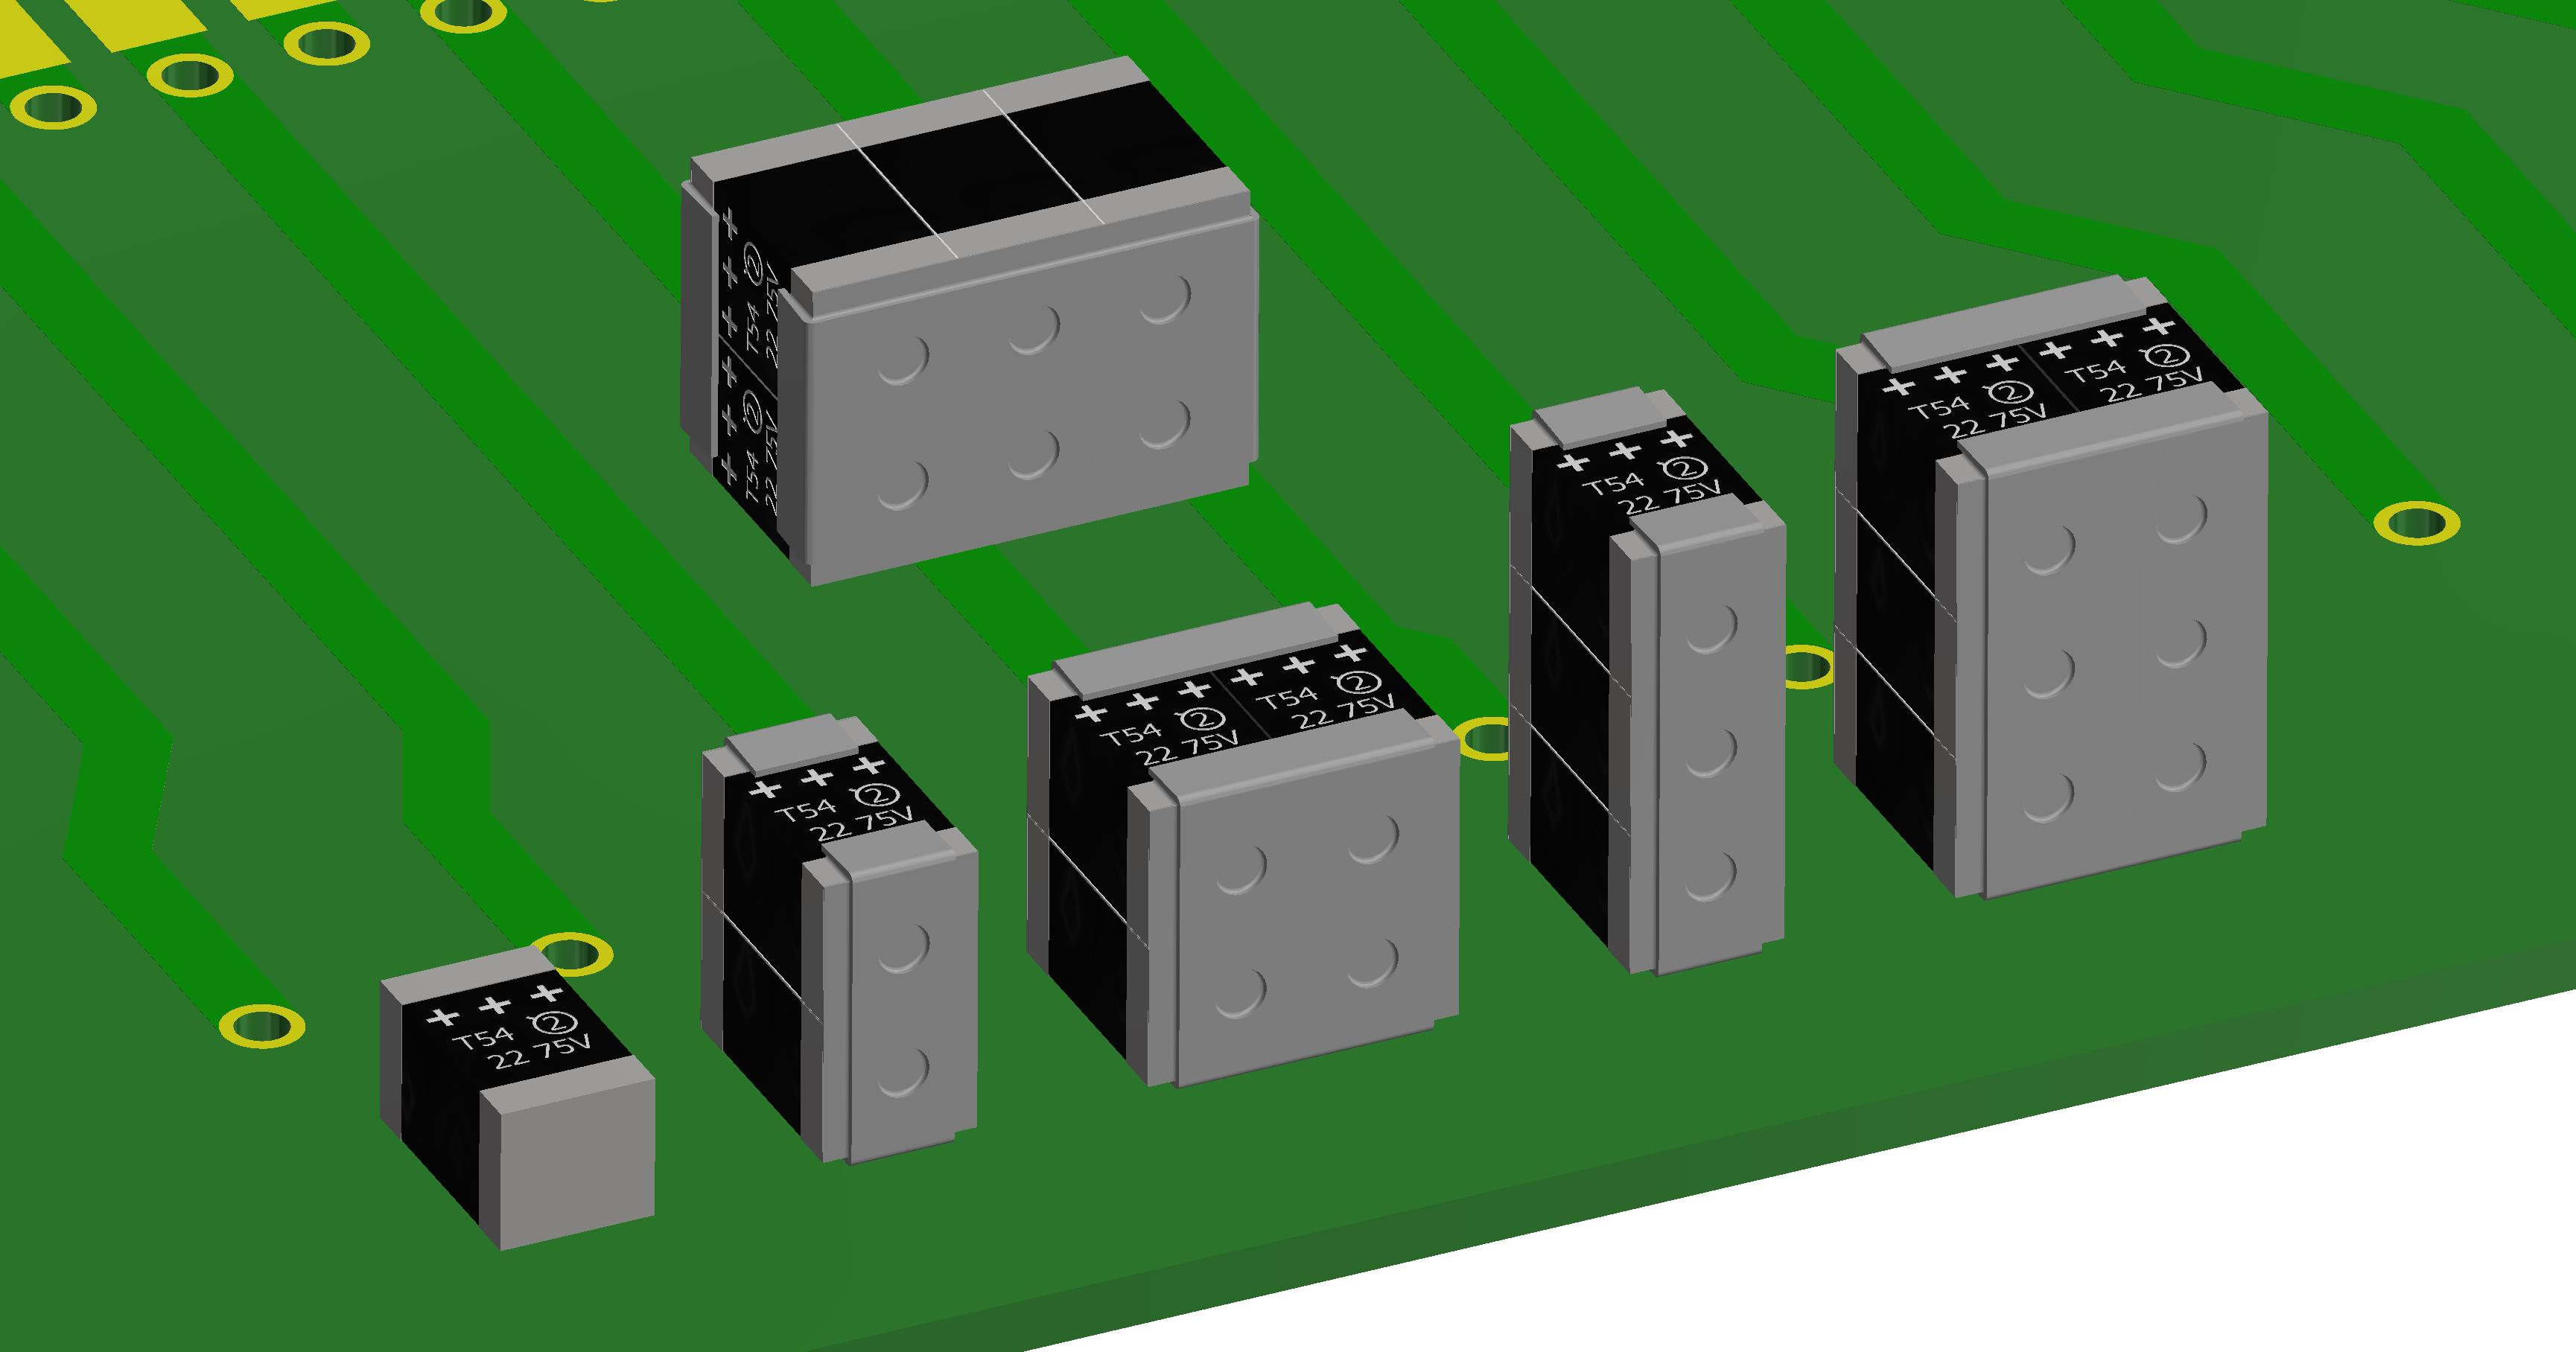 + + + + + +
T54 ② T54 ②
22 75V 22 75V
+ + + + + +
T54 ② T54 ②
22 75V 22 75V
+ + +
T54 ②
22 75V
+ + + + + +
T54 ② T54 ②
22 75V 22 75V
+ + +
T54 ②
22 75V
+ + +
T54 ②
22 75V